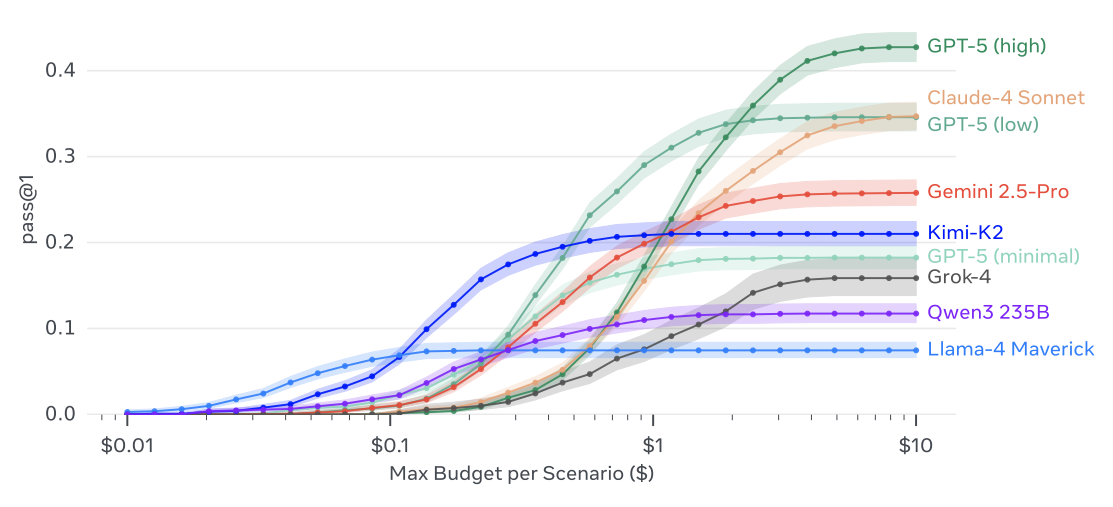 GPT-5 (high)
0.4
Claude-4 Sonnet
GPT-5 (low)
0.3
Gemini 2.5-Pro
pass@1
Kimi-K2
0.2
GPT-5 (minimal)
Grok-4
Qwen3 235B
0.1
Llama-4 Maverick
0.0
$0.01 $0.1 $1 $10
Max Budget per Scenario ($)